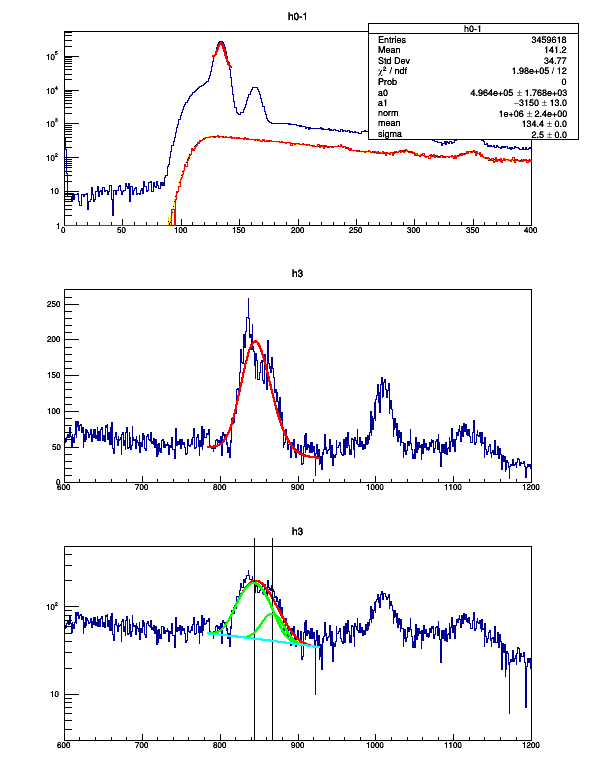 h0-1
h0-1
Entries 3459618
Mean 141.2
Std Dev 34.77
χ² / ndf 1.98e+05 / 12
Prob 0
a0 4.964e+05 ± 1.768e+03
a1 −3150 ± 13.0
norm 1e+06 ± 2.4e+00
mean 134.4 ± 0.0
sigma 2.5 ± 0.0
10⁵
10⁴
10³
10²
10
1
0 50 100 150 200 250 300 350 400
h3
250
200
150
100
50
0
600 700 800 900 1000 1100 1200
h3
10²
10
600 700 800 900 1000 1100 1200